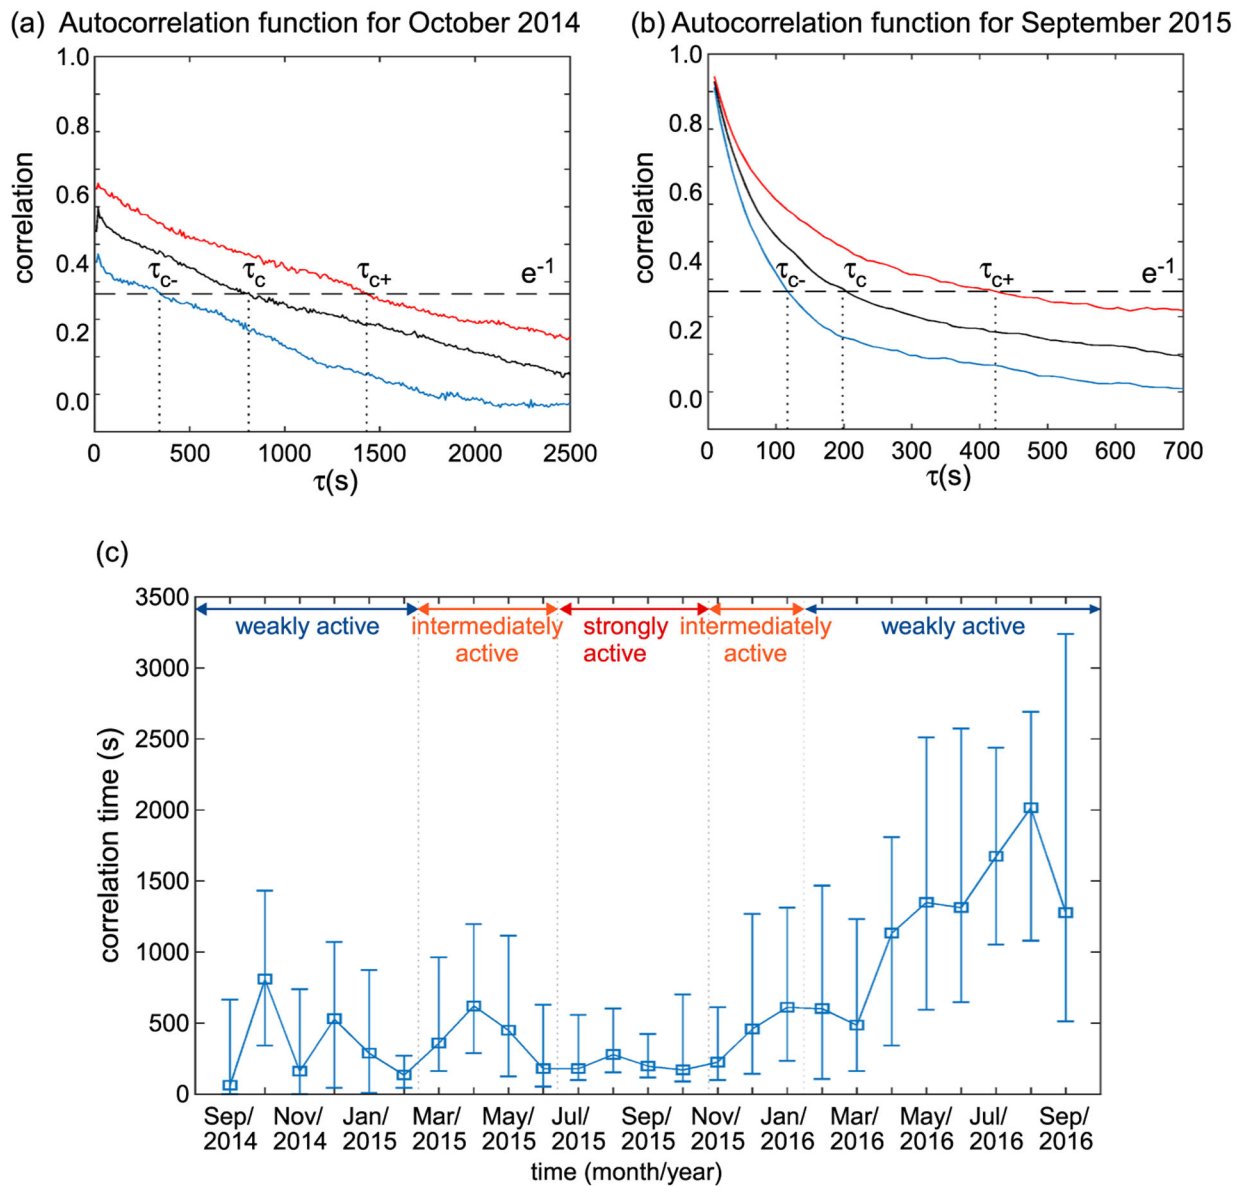 (a) Autocorrelation function for October 2014
1.0
0.8
0.6
0.4
0.2
0.0
correlation
τc-
τc
τc+
e-1
0
500
1000
1500
2000
2500
τ(s)
(b) Autocorrelation function for September 2015
1.0
0.8
0.6
0.4
0.2
0.0
correlation
τc-
τc
τc+
e-1
0
100
200
300
400
500
600
700
τ(s)
(c)
3500
3000
2500
2000
1500
1000
500
0
correlation time (s)
weakly active
intermediately
active
strongly
active
intermediately
active
weakly active
Sep/
2014
Nov/
2014
Jan/
2015
Mar/
2015
May/
2015
Jul/
2015
Sep/
2015
Nov/
2015
Jan/
2016
Mar/
2016
May/
2016
Jul/
2016
Sep/
2016
time (month/year)